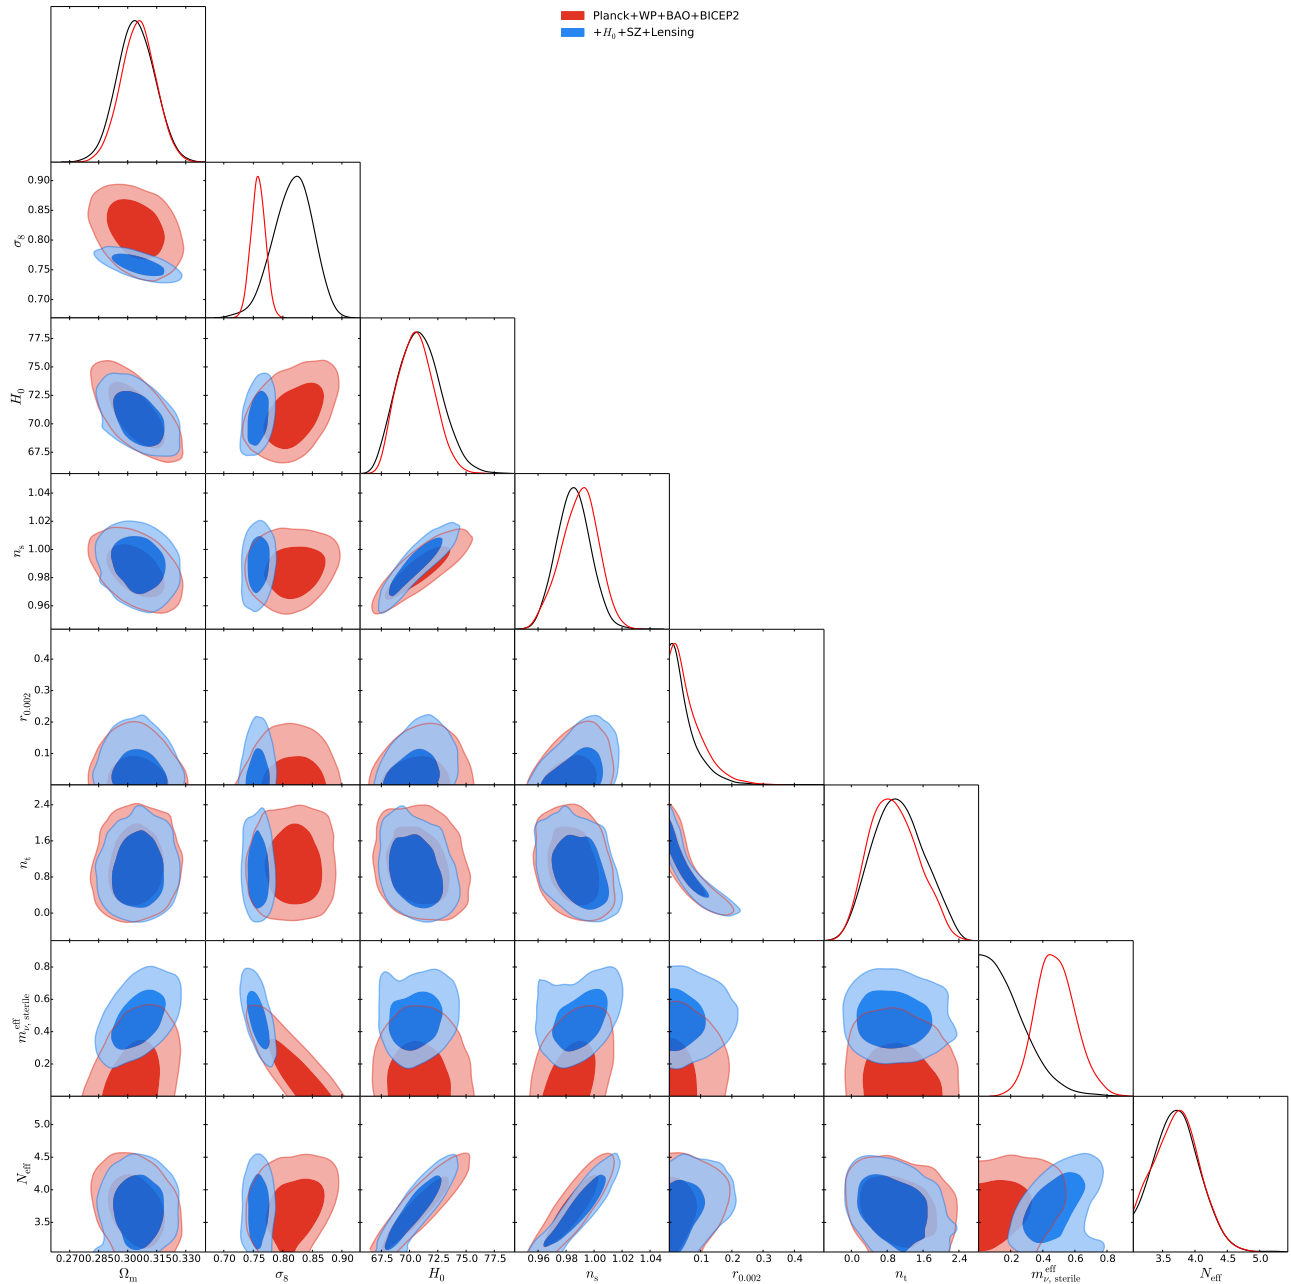 Planck+WP+BAO+BICEP2
+H₀+SZ+Lensing
0.90
0.85
0.80
0.75
0.70
σ₈
77.5
75.0
72.5
70.0
67.5
H₀
1.04
1.02
1.00
0.98
0.96
nₛ
0.4
0.3
0.2
0.1
r₀.₀₀₂
2.4
1.6
0.8
0.0
nₜ
0.8
0.6
0.4
0.2
m^eff_ν, sterile
5.0
4.5
4.0
3.5
N_eff
0.270 0.285 0.300 0.315 0.330 0.70 0.75 0.80 0.85 0.90 67.5 70.0 72.5 75.0 77.5 0.96 0.98 1.00 1.02 1.04 0.1 0.2 0.3 0.4 0.0 0.8 1.6 2.4 0.2 0.4 0.6 0.8 3.5 4.0 4.5 5.0
Ω_m σ₈ H₀ nₛ r₀.₀₀₂ nₜ m^eff_ν, sterile N_eff